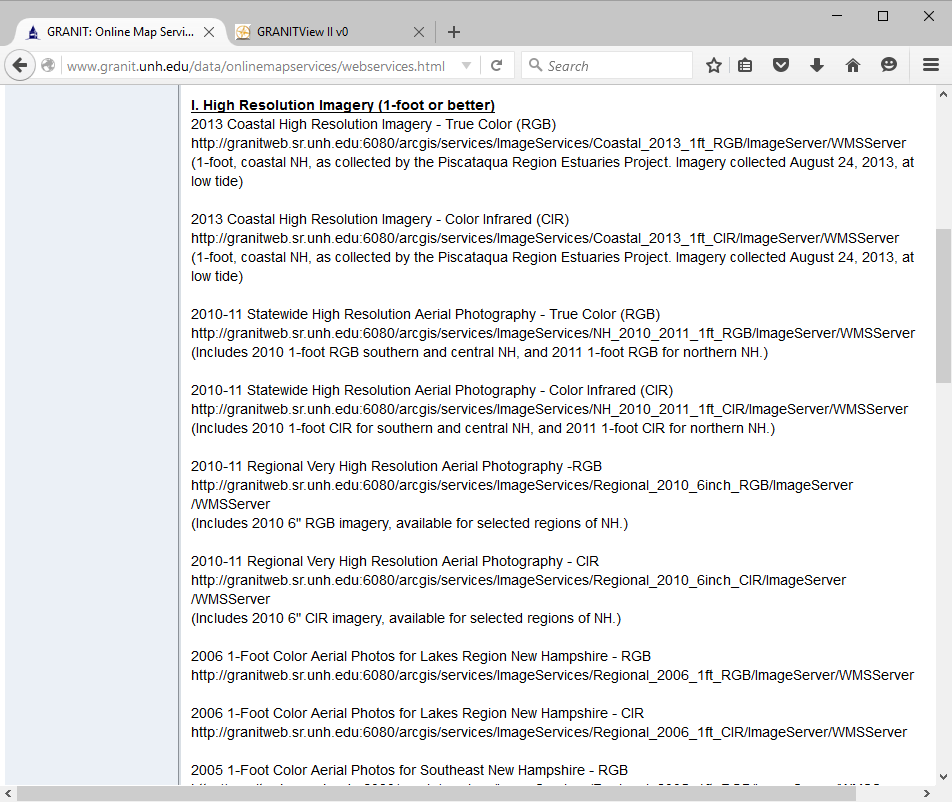 GRANIT: Online Map Servi...
GRANITView II v0
www.granit.unh.edu/data/onlinemapservices/webservices.html
Search
I. High Resolution Imagery (1-foot or better)
2013 Coastal High Resolution Imagery - True Color (RGB)
http://granitweb.sr.unh.edu:6080/arcgis/services/ImageServices/Coastal_2013_1ft_RGB/ImageServer/WMSServer
(1-foot, coastal NH, as collected by the Piscataqua Region Estuaries Project. Imagery collected August 24, 2013, at
low tide)
2013 Coastal High Resolution Imagery - Color Infrared (CIR)
http://granitweb.sr.unh.edu:6080/arcgis/services/ImageServices/Coastal_2013_1ft_CIR/ImageServer/WMSServer
(1-foot, coastal NH, as collected by the Piscataqua Region Estuaries Project. Imagery collected August 24, 2013, at
low tide)
2010-11 Statewide High Resolution Aerial Photography - True Color (RGB)
http://granitweb.sr.unh.edu:6080/arcgis/services/ImageServices/NH_2010_2011_1ft_RGB/ImageServer/WMSServer
(Includes 2010 1-foot RGB southern and central NH, and 2011 1-foot RGB for northern NH.)
2010-11 Statewide High Resolution Aerial Photography - Color Infrared (CIR)
http://granitweb.sr.unh.edu:6080/arcgis/services/ImageServices/NH_2010_2011_1ft_CIR/ImageServer/WMSServer
(Includes 2010 1-foot CIR for southern and central NH, and 2011 1-foot CIR for northern NH.)
2010-11 Regional Very High Resolution Aerial Photography -RGB
http://granitweb.sr.unh.edu:6080/arcgis/services/ImageServices/Regional_2010_6inch_RGB/ImageServer
/WMSServer
(Includes 2010 6" RGB imagery, available for selected regions of NH.)
2010-11 Regional Very High Resolution Aerial Photography - CIR
http://granitweb.sr.unh.edu:6080/arcgis/services/ImageServices/Regional_2010_6inch_CIR/ImageServer
/WMSServer
(Includes 2010 6" CIR imagery, available for selected regions of NH.)
2006 1-Foot Color Aerial Photos for Lakes Region New Hampshire - RGB
http://granitweb.sr.unh.edu:6080/arcgis/services/ImageServices/Regional_2006_1ft_RGB/ImageServer/WMSServer
2006 1-Foot Color Aerial Photos for Lakes Region New Hampshire - CIR
http://granitweb.sr.unh.edu:6080/arcgis/services/ImageServices/Regional_2006_1ft_CIR/ImageServer/WMSServer
2005 1-Foot Color Aerial Photos for Southeast New Hampshire - RGB